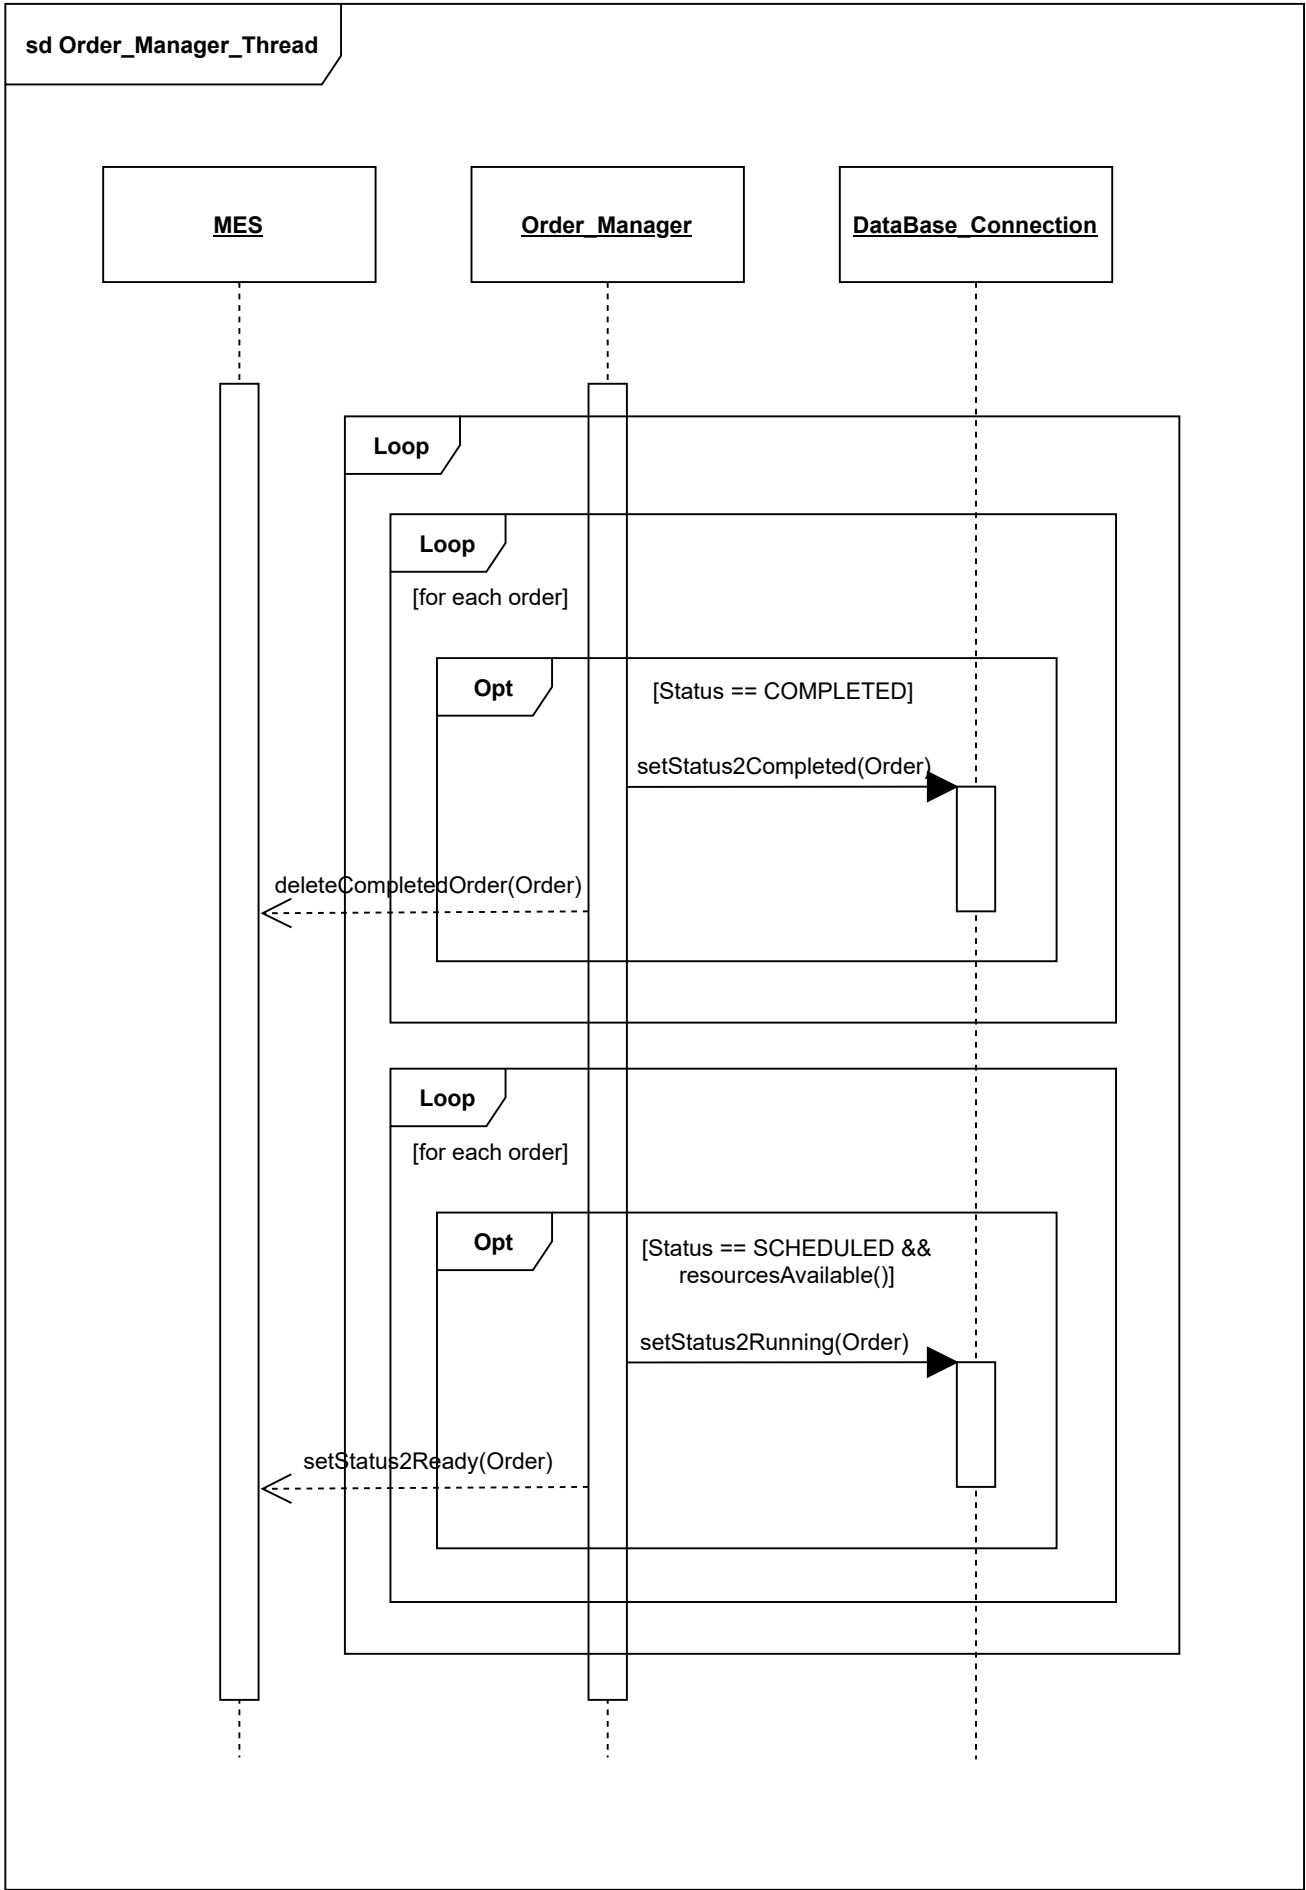 sd Order_Manager_Thread
MES
Order_Manager
DataBase_Connection
Loop
Loop
[for each order]
Opt
[Status == COMPLETED]
setStatus2Completed(Order)
deleteCompletedOrder(Order)
Loop
[for each order]
Opt
[Status == SCHEDULED &&
resourcesAvailable()]
setStatus2Running(Order)
setStatus2Ready(Order)